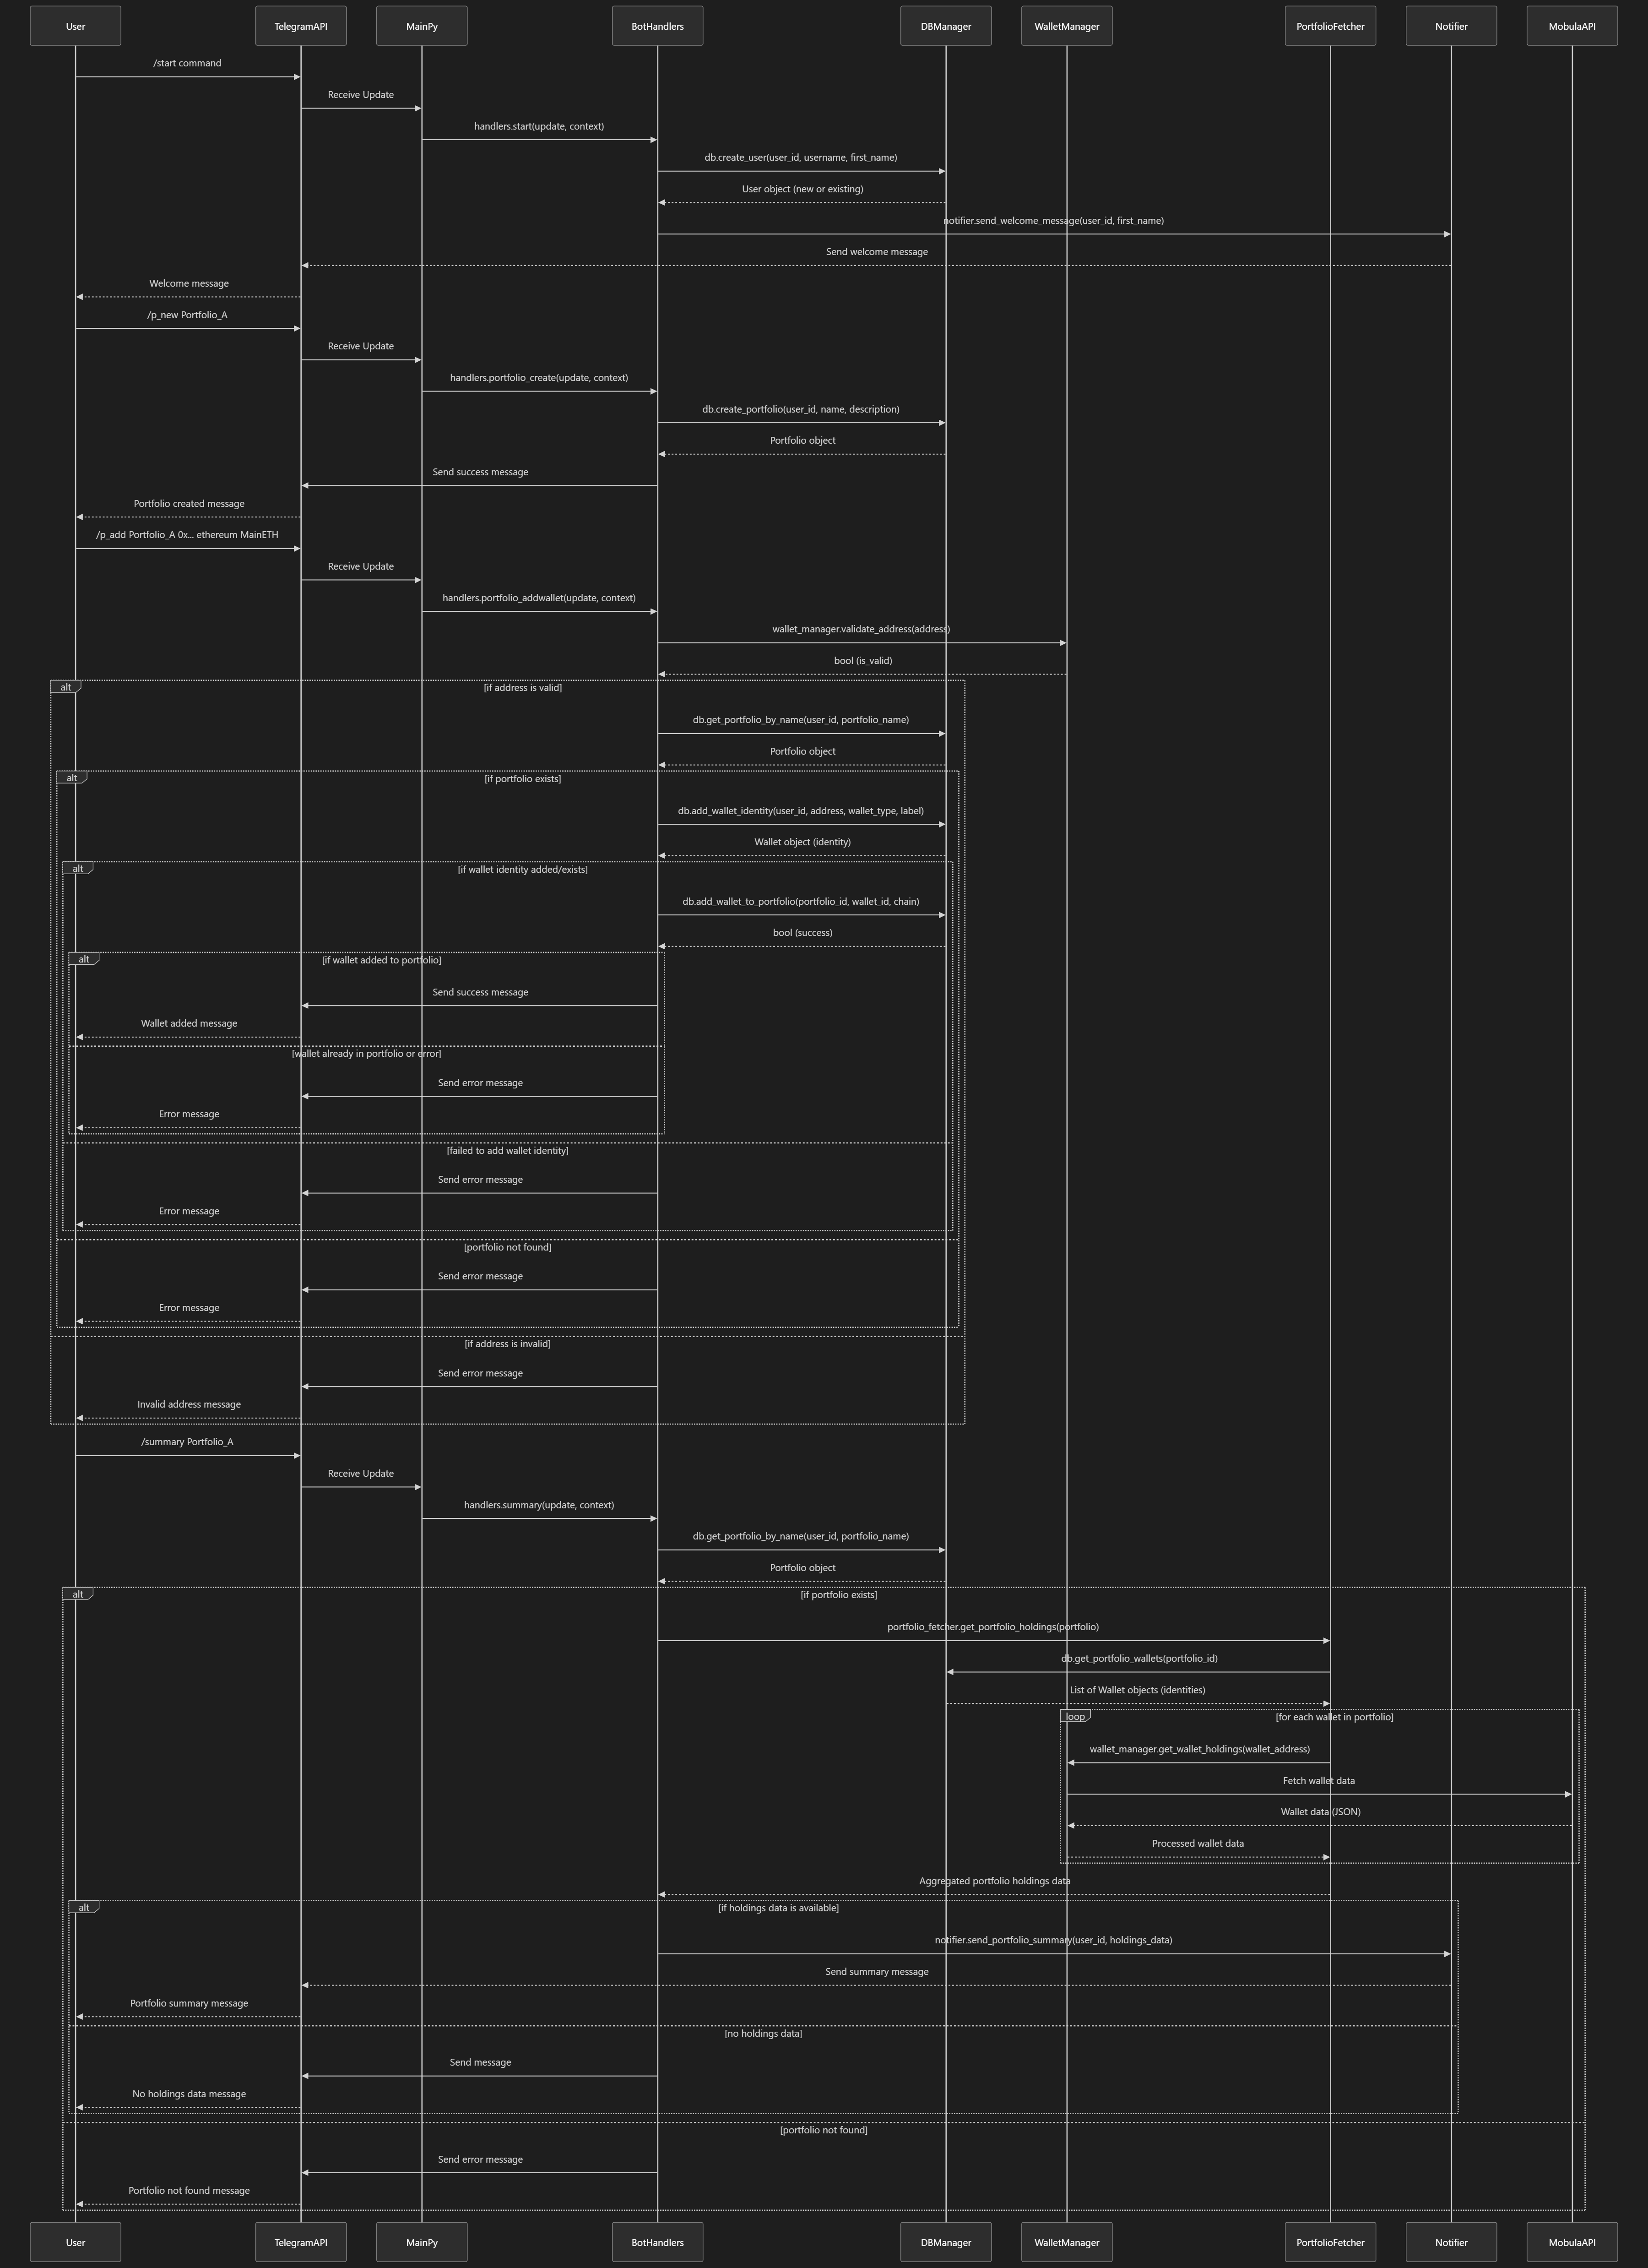 User
TelegramAPI
MainPy
BotHandlers
DBManager
WalletManager
PortfolioFetcher
Notifier
MobulaAPI
/start command
Receive Update
handlers.start(update, context)
db.create_user(user_id, username, first_name)
User object (new or existing)
notifier.send_welcome_message(user_id, first_name)
Send welcome message
Welcome message
/p_new Portfolio_A
Receive Update
handlers.portfolio_create(update, context)
db.create_portfolio(user_id, name, description)
Portfolio object
Send success message
Portfolio created message
/p_add Portfolio_A 0x... ethereum MainETH
Receive Update
handlers.portfolio_addwallet(update, context)
wallet_manager.validate_address(address)
bool (is_valid)
alt
[if address is valid]
db.get_portfolio_by_name(user_id, portfolio_name)
Portfolio object
alt
[if portfolio exists]
db.add_wallet_identity(user_id, address, wallet_type, label)
Wallet object (identity)
alt
[if wallet identity added/exists]
db.add_wallet_to_portfolio(portfolio_id, wallet_id, chain)
bool (success)
alt
[if wallet added to portfolio]
Send success message
Wallet added message
[wallet already in portfolio or error]
Send error message
Error message
[failed to add wallet identity]
Send error message
Error message
[portfolio not found]
Send error message
Error message
[if address is invalid]
Send error message
Invalid address message
/summary Portfolio_A
Receive Update
handlers.summary(update, context)
db.get_portfolio_by_name(user_id, portfolio_name)
Portfolio object
alt
[if portfolio exists]
portfolio_fetcher.get_portfolio_holdings(portfolio)
db.get_portfolio_wallets(portfolio_id)
List of Wallet objects (identities)
loop
[for each wallet in portfolio]
wallet_manager.get_wallet_holdings(wallet_address)
Fetch wallet data
Wallet data (JSON)
Processed wallet data
Aggregated portfolio holdings data
alt
[if holdings data is available]
notifier.send_portfolio_summary(user_id, holdings_data)
Send summary message
Portfolio summary message
[no holdings data]
Send message
No holdings data message
[portfolio not found]
Send error message
Portfolio not found message
User
TelegramAPI
MainPy
BotHandlers
DBManager
WalletManager
PortfolioFetcher
Notifier
MobulaAPI